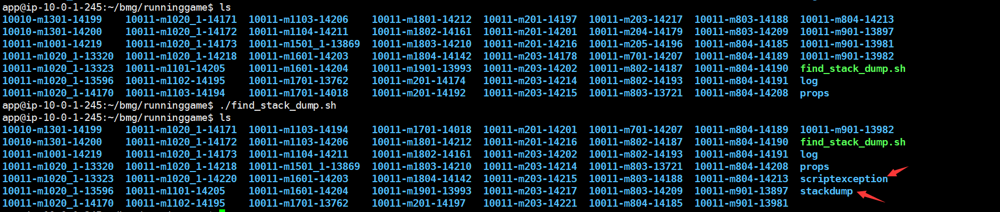 app@ip-10-0-1-245:~/bmg/runninggame$ ls
10010-m1301-14199 10011-m1020_1-14171 10011-m1103-14206 10011-m1801-14212 10011-m201-14197 10011-m203-14217 10011-m803-14188 10011-m804-14213
10010-m1301-14200 10011-m1020_1-14172 10011-m1104-14211 10011-m1802-14161 10011-m201-14201 10011-m204-14179 10011-m803-14209 10011-m901-13897
10011-m1001-14219 10011-m1020_1-14173 10011-m1501_1-13869 10011-m1803-14210 10011-m201-14216 10011-m205-14196 10011-m804-14185 10011-m901-13981
10011-m1020_1-13320 10011-m1020_1-14218 10011-m1601-14203 10011-m1804-14142 10011-m203-14178 10011-m701-14207 10011-m804-14189 10011-m901-13982
10011-m1020_1-13323 10011-m1101-14205 10011-m1601-14204 10011-m1901-13993 10011-m203-14202 10011-m802-14187 10011-m804-14190 find_stack_dump.sh
10011-m1020_1-13596 10011-m1102-14195 10011-m1701-13762 10011-m201-14174 10011-m203-14214 10011-m802-14193 10011-m804-14191 log
10011-m1020_1-14170 10011-m1103-14194 10011-m1701-14018 10011-m201-14192 10011-m203-14215 10011-m803-13721 10011-m804-14208 props
app@ip-10-0-1-245:~/bmg/runninggame$ ./find_stack_dump.sh
app@ip-10-0-1-245:~/bmg/runninggame$ ls
10010-m1301-14199 10011-m1020_1-14171 10011-m1103-14194 10011-m1701-14018 10011-m201-14201 10011-m701-14207 10011-m804-14189 10011-m901-13982
10010-m1301-14200 10011-m1020_1-14172 10011-m1103-14206 10011-m1801-14212 10011-m201-14216 10011-m802-14187 10011-m804-14190 find_stack_dump.sh
10011-m1001-14219 10011-m1020_1-14173 10011-m1104-14211 10011-m1802-14161 10011-m203-14202 10011-m802-14193 10011-m804-14191 log
10011-m1020_1-13320 10011-m1020_1-14218 10011-m1501_1-13869 10011-m1803-14210 10011-m203-14214 10011-m803-13721 10011-m804-14208 props
10011-m1020_1-13323 10011-m1020_1-14220 10011-m1601-14203 10011-m1804-14142 10011-m203-14215 10011-m803-14188 10011-m804-14213 scriptexception
10011-m1020_1-13596 10011-m1101-14205 10011-m1601-14204 10011-m1901-13993 10011-m203-14217 10011-m803-14209 10011-m901-13897 stackdump
10011-m1020_1-14170 10011-m1102-14195 10011-m1701-13762 10011-m201-14197 10011-m203-14221 10011-m804-14185 10011-m901-13981